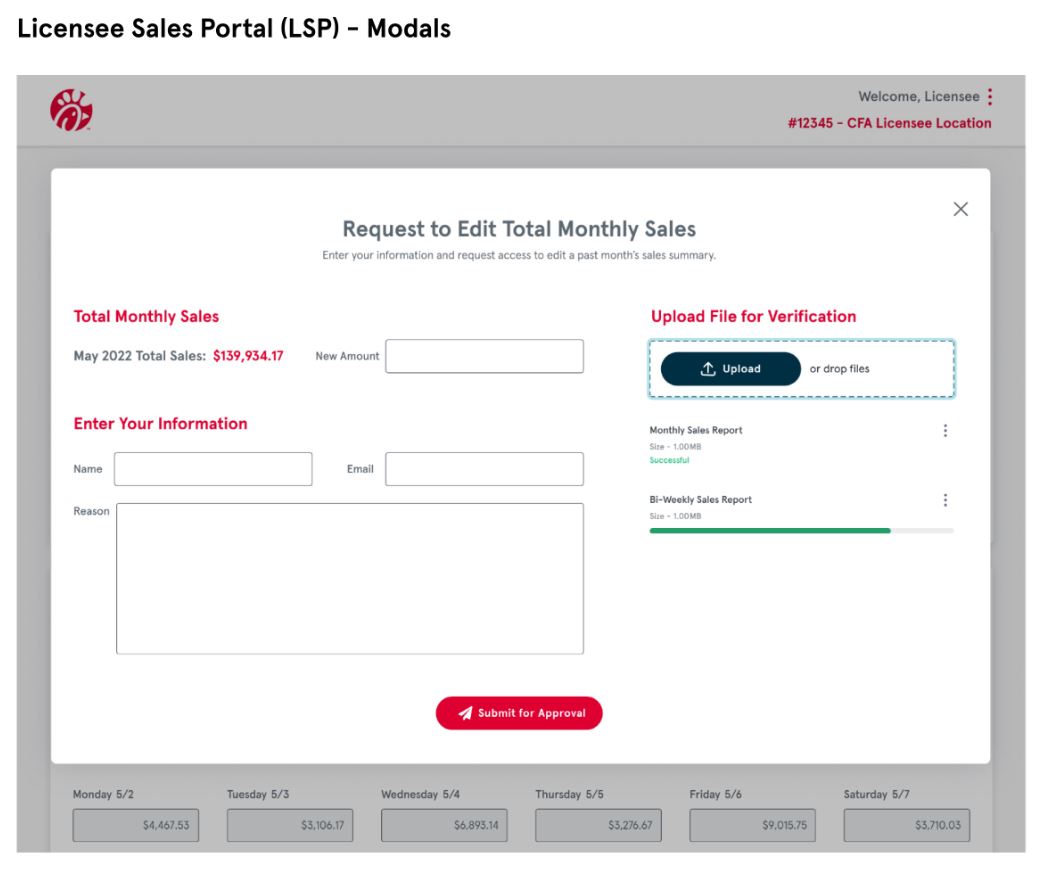 Licensee Sales Portal (LSP) - Modals
Welcome, Licensee
#12345 - CFA Licensee Location
Request to Edit Total Monthly Sales
Enter your information and request access to edit a past month's sales summary.
Total Monthly Sales
May 2022 Total Sales: $139,934.17 New Amount
Enter Your Information
Name Email
Reason
Upload File for Verification
Upload or drop files
Monthly Sales Report
Size - 1.00MB
Successful
Bi-Weekly Sales Report
Size - 1.00MB
Submit for Approval
Monday 5/2 Tuesday 5/3 Wednesday 5/4 Thursday 5/5 Friday 5/6 Saturday 5/7
$4,467.53 $3,106.17 $6,893.14 $3,276.67 $9,015.75 $3,710.03